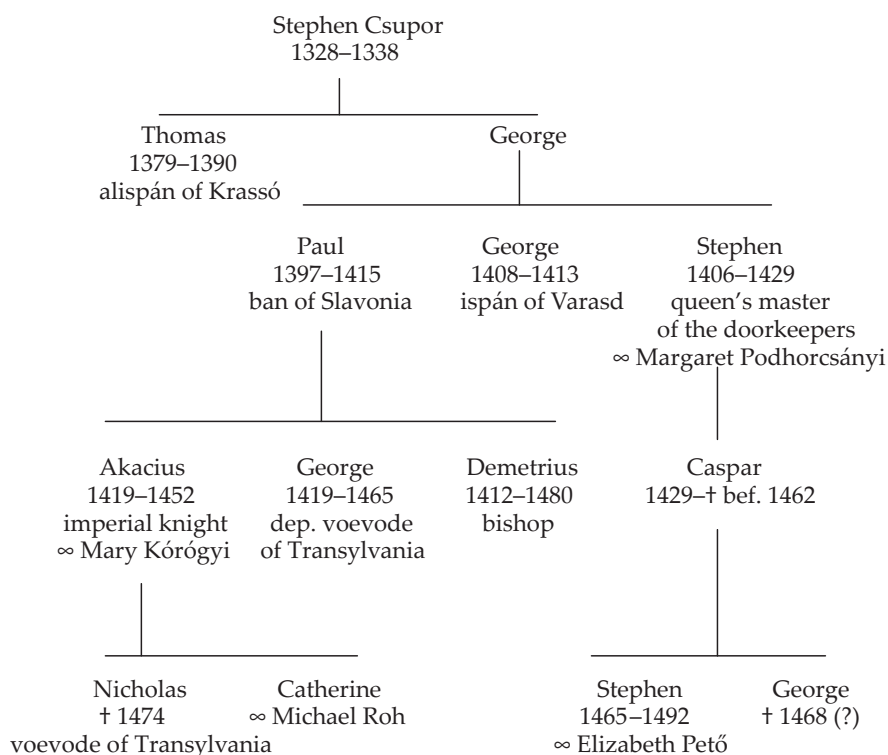 Stephen Csupor
1328–1338
Thomas
1379–1390
alispán of Krassó
George
Paul
1397–1415
ban of Slavonia
George
1408–1413
ispán of Varasd
Stephen
1406–1429
queen’s master
of the doorkeepers
∞ Margaret Podhorcsányi
Akacius
1419–1452
imperial knight
∞ Mary Kórógyi
George
1419–1465
dep. voevode
of Transylvania
Demetrius
1412–1480
bishop
Caspar
1429–† bef. 1462
Nicholas
† 1474
voevode of Transylvania
Catherine
∞ Michael Roh
Stephen
1465–1492
∞ Elizabeth Pető
George
† 1468 (?)